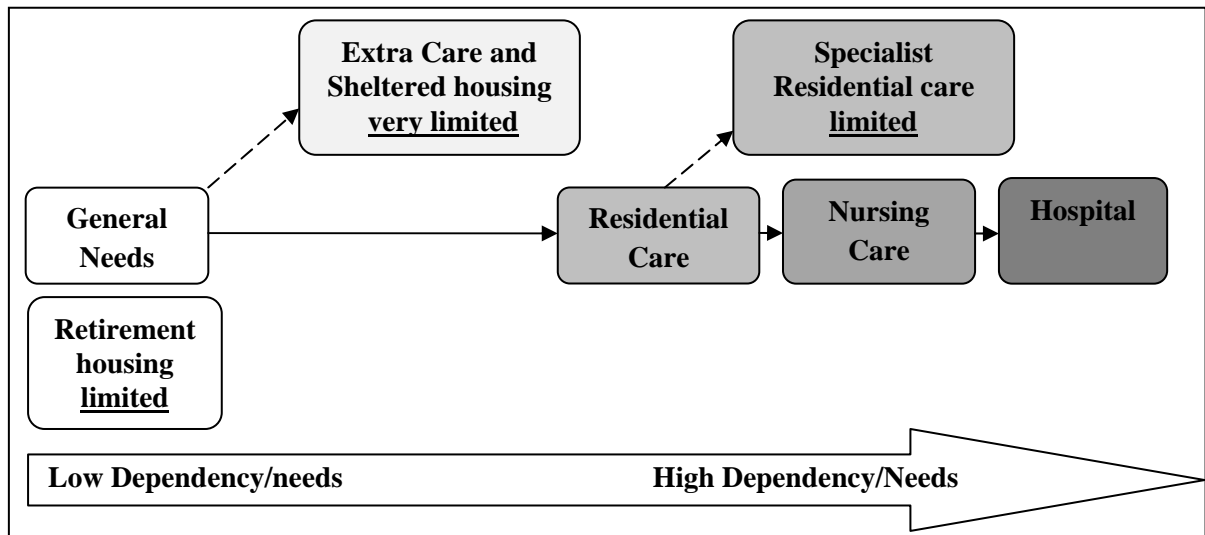 Extra Care and
Sheltered housing
very limited
Specialist
Residential care
limited
General
Needs
Residential
Care
Nursing
Care
Hospital
Retirement
housing
limited
Low Dependency/needs
High Dependency/Needs